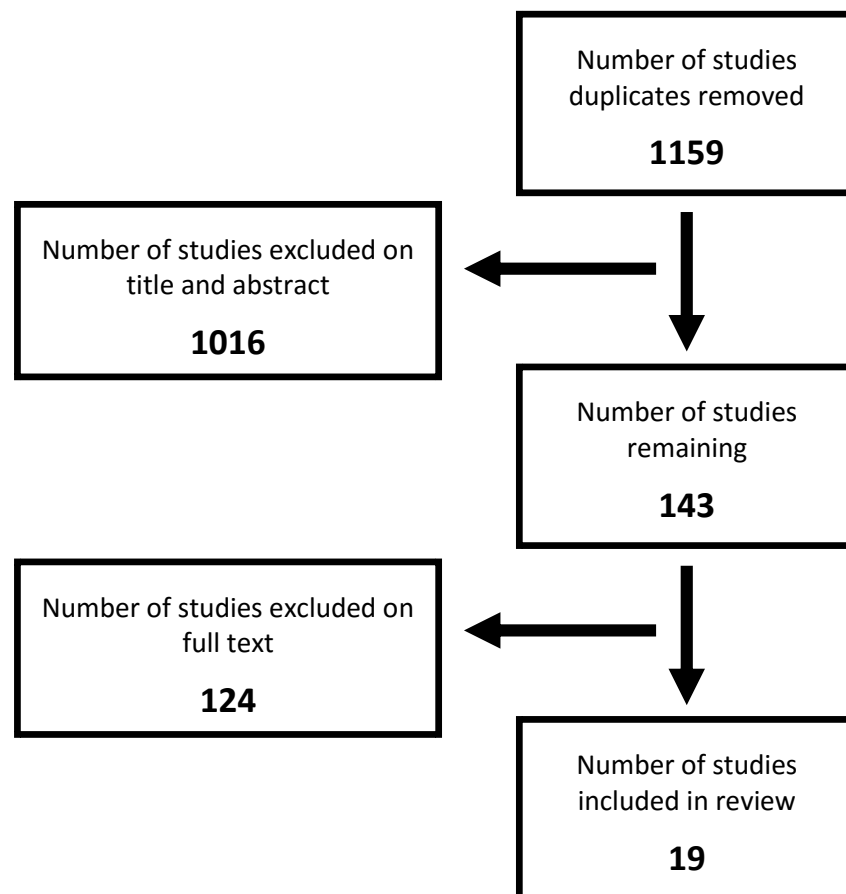 Number of studies
duplicates removed
1159
Number of studies excluded on
title and abstract
1016
Number of studies
remaining
143
Number of studies excluded on
full text
124
Number of studies
included in review
19